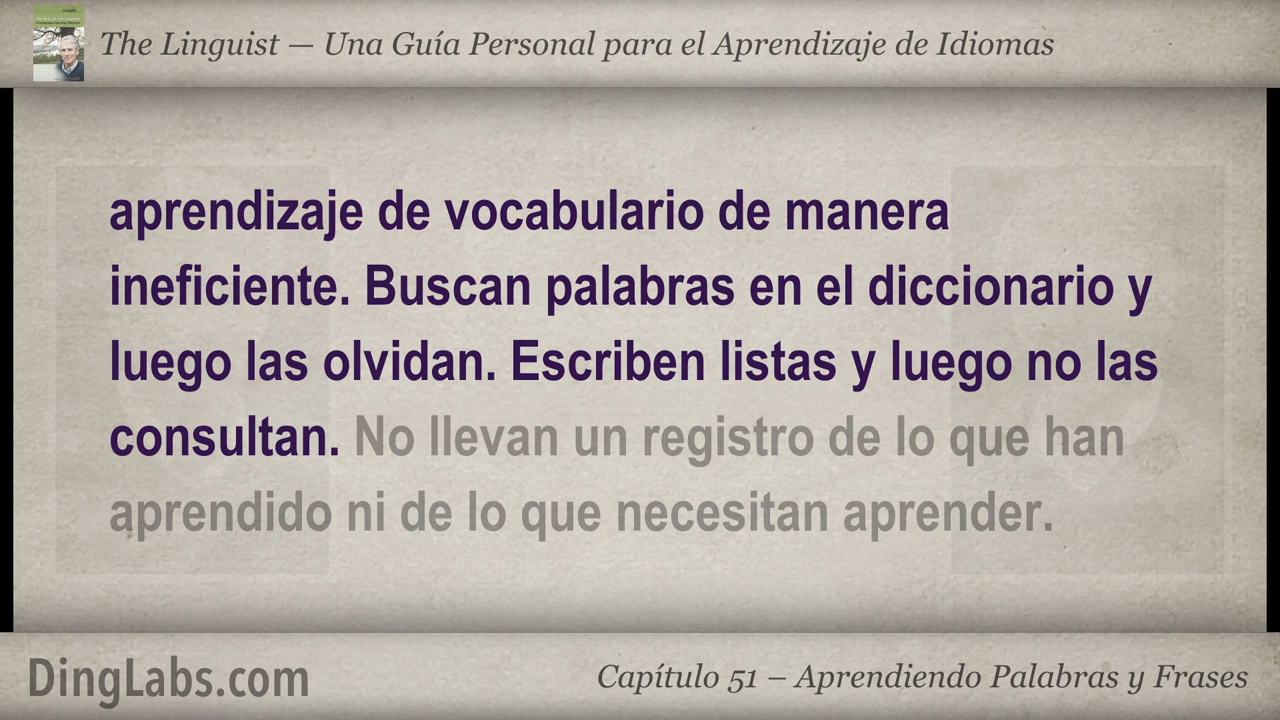 The Linguist — Una Guía Personal para el Aprendizaje de Idiomas
aprendizaje de vocabulario de manera
ineficiente. Buscan palabras en el diccionario y
luego las olvidan. Escriben listas y luego no las
consultan. No llevan un registro de lo que han
aprendido ni de lo que necesitan aprender.
DingLabs.com
Capítulo 51 – Aprendiendo Palabras y Frases